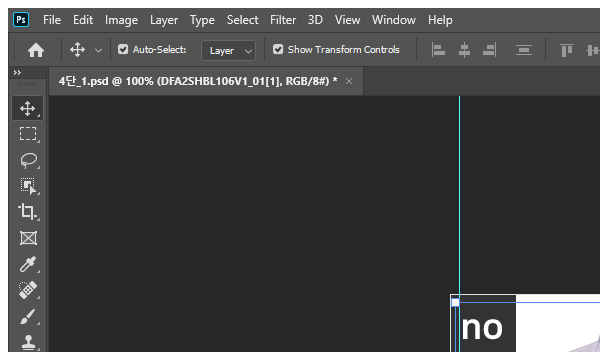 Ps File Edit Image Layer Type Select Filter 3D View Window Help
Auto-Select: Layer Show Transform Controls
4단_1.psd @ 100% (DFA2SHBL106V1_01[1], RGB/8#) * ×
no